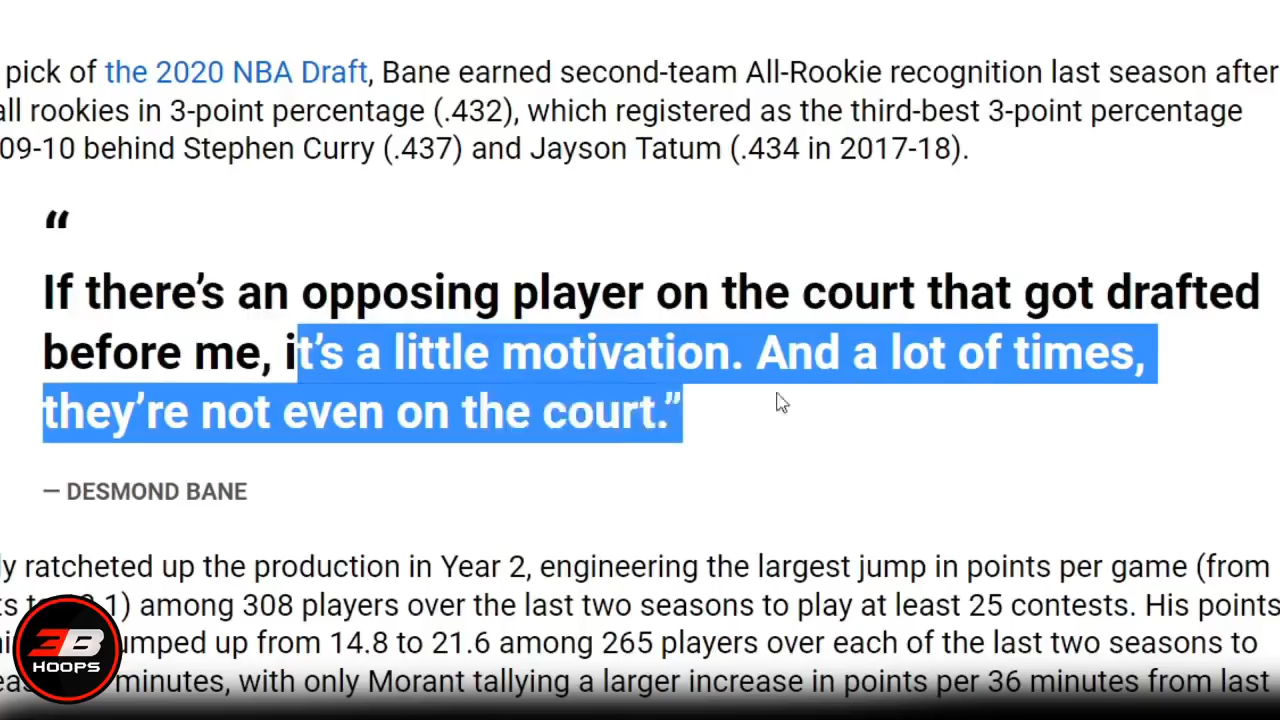 pick of the 2020 NBA Draft, Bane earned second-team All-Rookie recognition last season after
all rookies in 3-point percentage (.432), which registered as the third-best 3-point percentage
09-10 behind Stephen Curry (.437) and Jayson Tatum (.434 in 2017-18).
“
If there’s an opposing player on the court that got drafted
before me, it’s a little motivation. And a lot of times,
they’re not even on the court.”
— DESMOND BANE
ly ratcheted up the production in Year 2, engineering the largest jump in points per game (from
.1) among 308 players over the last two seasons to play at least 25 contests. His points
jumped up from 14.8 to 21.6 among 265 players over each of the last two seasons to
minutes, with only Morant tallying a larger increase in points per 36 minutes from last
3B
HOOPS